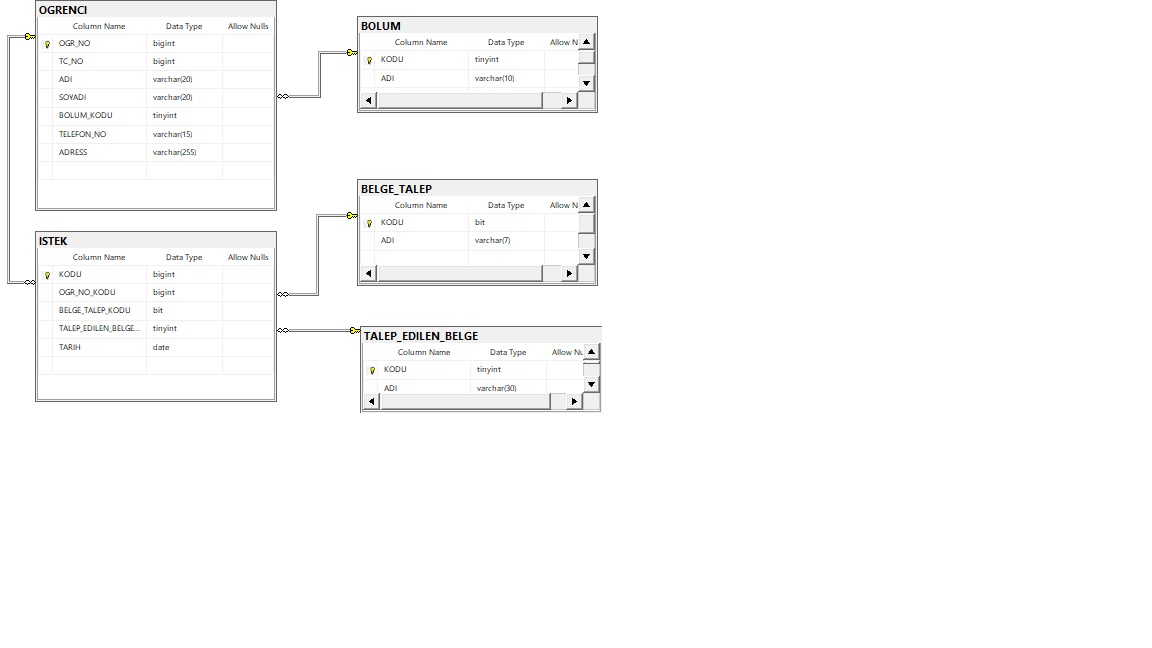 OGRENCI
Column Name Data Type Allow Nulls
OGR_NO bigint
TC_NO bigint
ADI varchar(20)
SOYADI varchar(20)
BOLUM_KODU tinyint
TELEFON_NO varchar(15)
ADRESS varchar(255)
BOLUM
Column Name Data Type Allow N
KODU tinyint
ADI varchar(10)
BELGE_TALEP
Column Name Data Type Allow N
KODU bit
ADI varchar(7)
ISTEK
Column Name Data Type Allow Nulls
KODU bigint
OGR_NO_KODU bigint
BELGE_TALEP_KODU bit
TALEP_EDILEN_BELGE... tinyint
TARIH date
TALEP_EDILEN_BELGE
Column Name Data Type Allow Nu
KODU tinyint
ADI varchar(30)